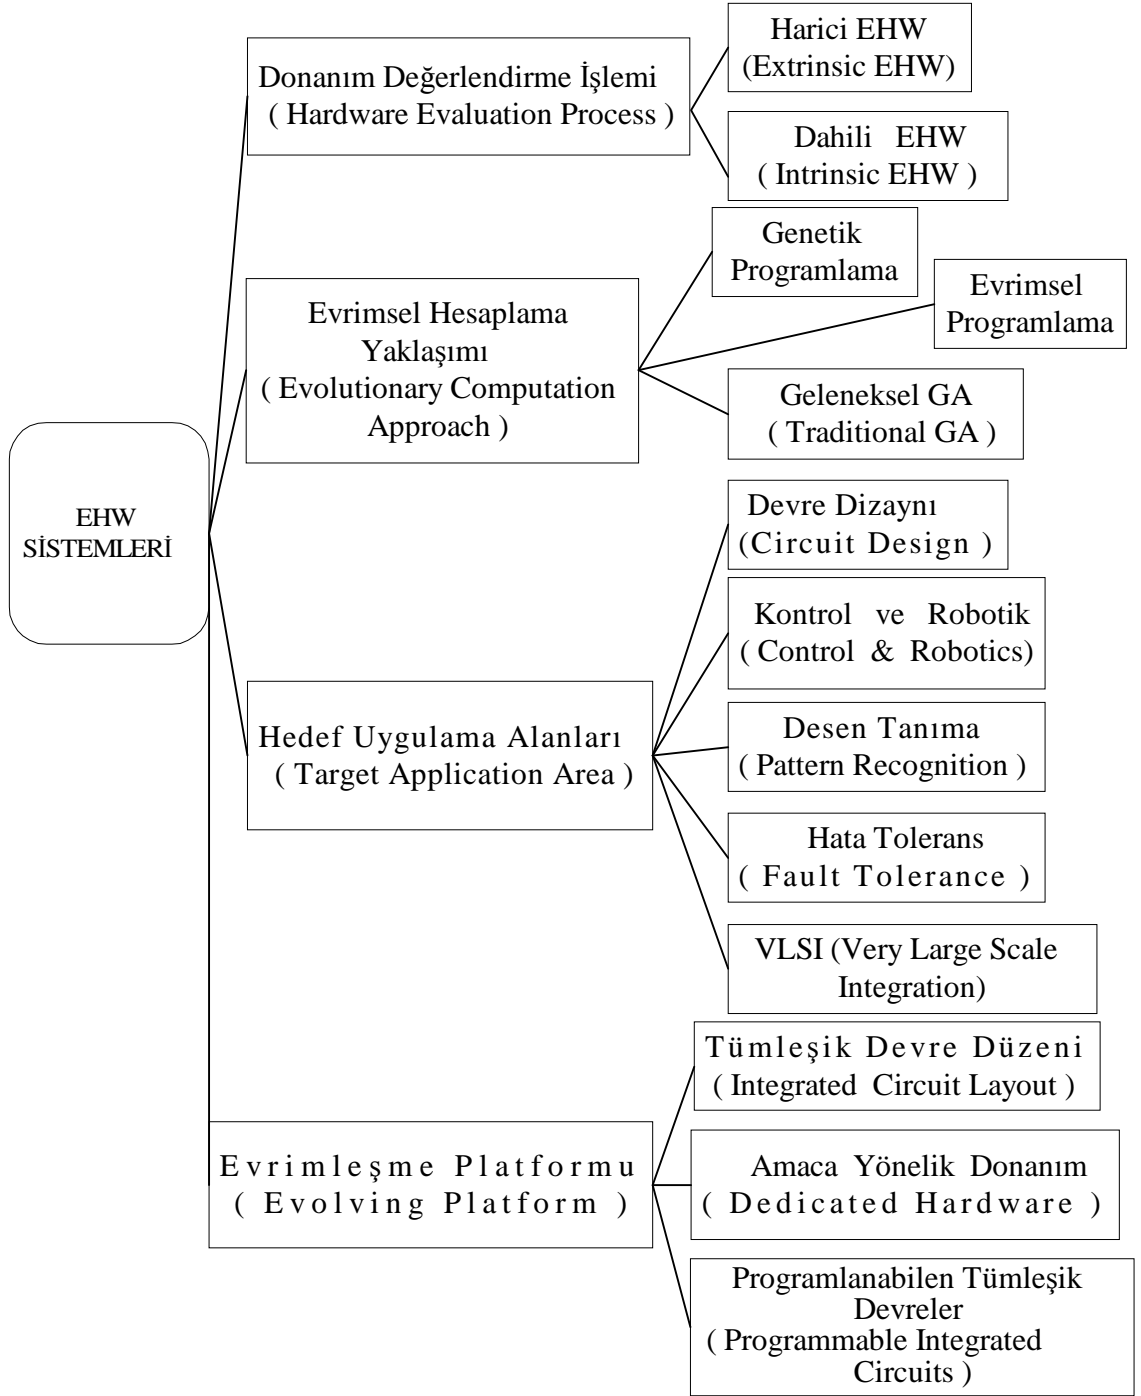 Harici EHW
(Extrinsic EHW)
Donanım Değerlendirme İşlemi
( Hardware Evaluation Process )
Dahili EHW
( Intrinsic EHW )
Genetik
Programlama
Evrimsel
Programlama
Evrimsel Hesaplama
Yaklaşımı
( Evolutionary Computation
Approach )
Geleneksel GA
( Traditional GA )
EHW
SİSTEMLERİ
Devre Dizaynı
(Circuit Design )
Kontrol ve Robotik
( Control & Robotics)
Hedef Uygulama Alanları
( Target Application Area )
Desen Tanıma
( Pattern Recognition )
Hata Tolerans
( Fault Tolerance )
VLSI (Very Large Scale
Integration)
Tümleşik Devre Düzeni
( Integrated Circuit Layout )
Evrimleşme Platformu
( Evolving Platform )
Amaca Yönelik Donanım
( Dedicated Hardware )
Programlanabilen Tümleşik
Devreler
( Programmable Integrated
Circuits )